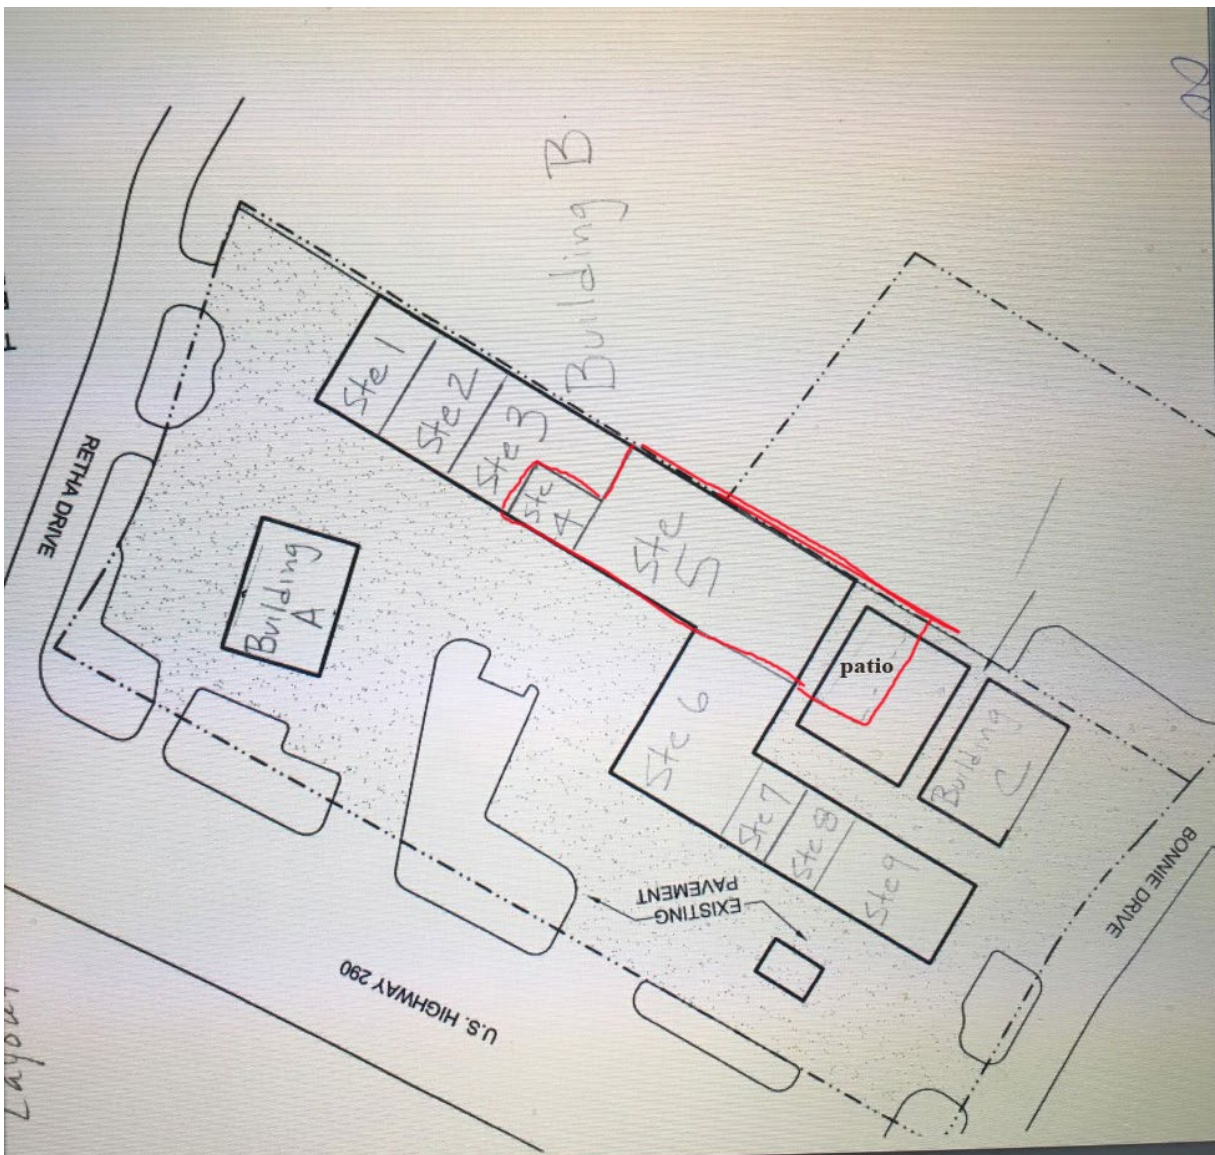 Building B
Ste 1
Ste 2
Ste 3
Ste
4
Ste
5
RETHA DRIVE
Building
A
patio
Ste 6
Building
C
Ste 7
Ste 8
Ste 9
EXISTING
PAVEMENT
BONNIE DRIVE
U.S. HIGHWAY 290
Layout